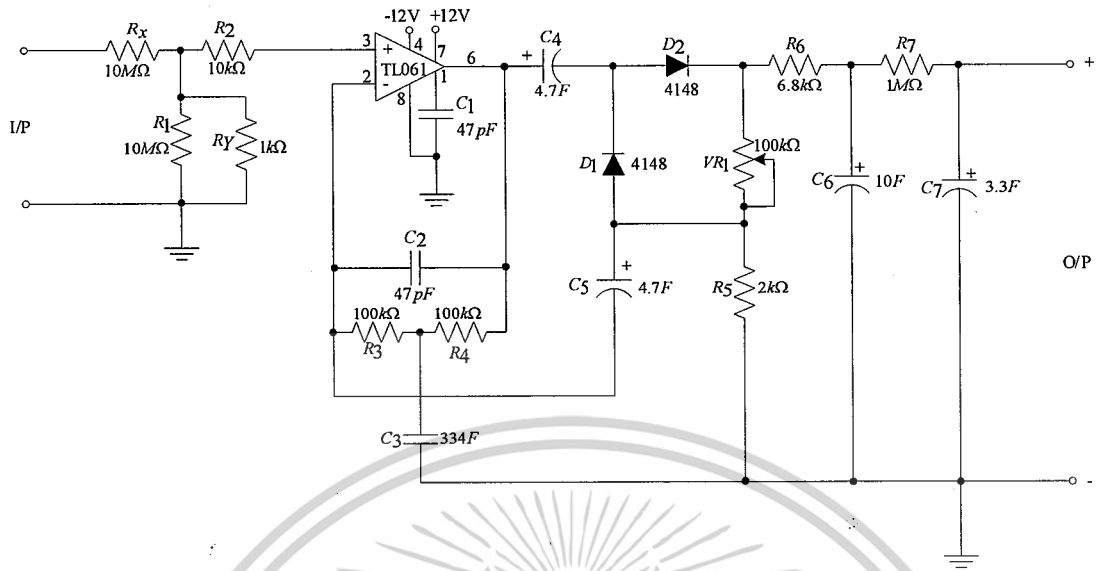 I/P
Rx
10MΩ
R2
10kΩ
R1
10MΩ
RY
1kΩ
-12V +12V
3
+
4
7
TL061
6
2
-
8
1
C1
47pF
C2
47pF
100kΩ
R3
100kΩ
R4
C3
334F
C4
+
4.7F
D2
4148
D1
4148
C5
+
4.7F
100kΩ
VR1
R5
2kΩ
R6
6.8kΩ
R7
1MΩ
C6
+
10F
C7
+
3.3F
+
O/P
-